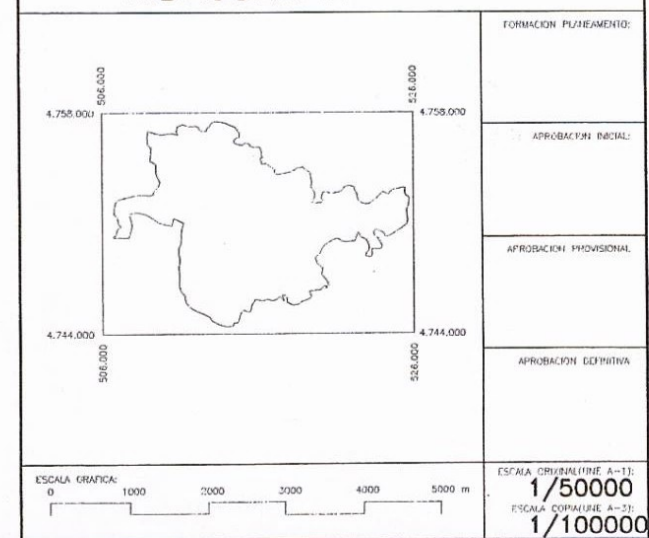 FORMACION PLANEAMENTO:
506.000
526.000
4.758.000
4.758.000
APROBACION INICIAL:
APROBACION PROVISIONAL
4.744.000
4.744.000
506.000
526.000
APROBACION DEFINITIVA
ESCALA GRAFICA:
0 1000 2000 3000 4000 5000 m
ESCALA ORIXINAL(UNE A-1):
1/50000
ESCALA COPIA(UNE A-3):
1/100000